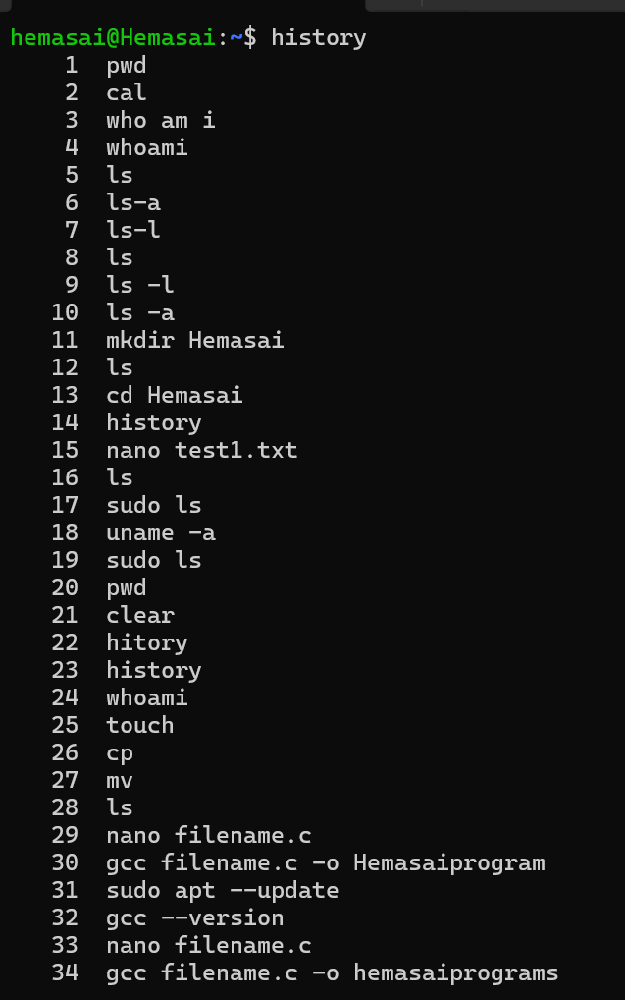 hemasai@Hemasai:~$ history
1 pwd
2 cal
3 who am i
4 whoami
5 ls
6 ls-a
7 ls-l
8 ls
9 ls -l
10 ls -a
11 mkdir Hemasai
12 ls
13 cd Hemasai
14 history
15 nano test1.txt
16 ls
17 sudo ls
18 uname -a
19 sudo ls
20 pwd
21 clear
22 hitory
23 history
24 whoami
25 touch
26 cp
27 mv
28 ls
29 nano filename.c
30 gcc filename.c -o Hemasaiprogram
31 sudo apt --update
32 gcc --version
33 nano filename.c
34 gcc filename.c -o hemasaiprograms